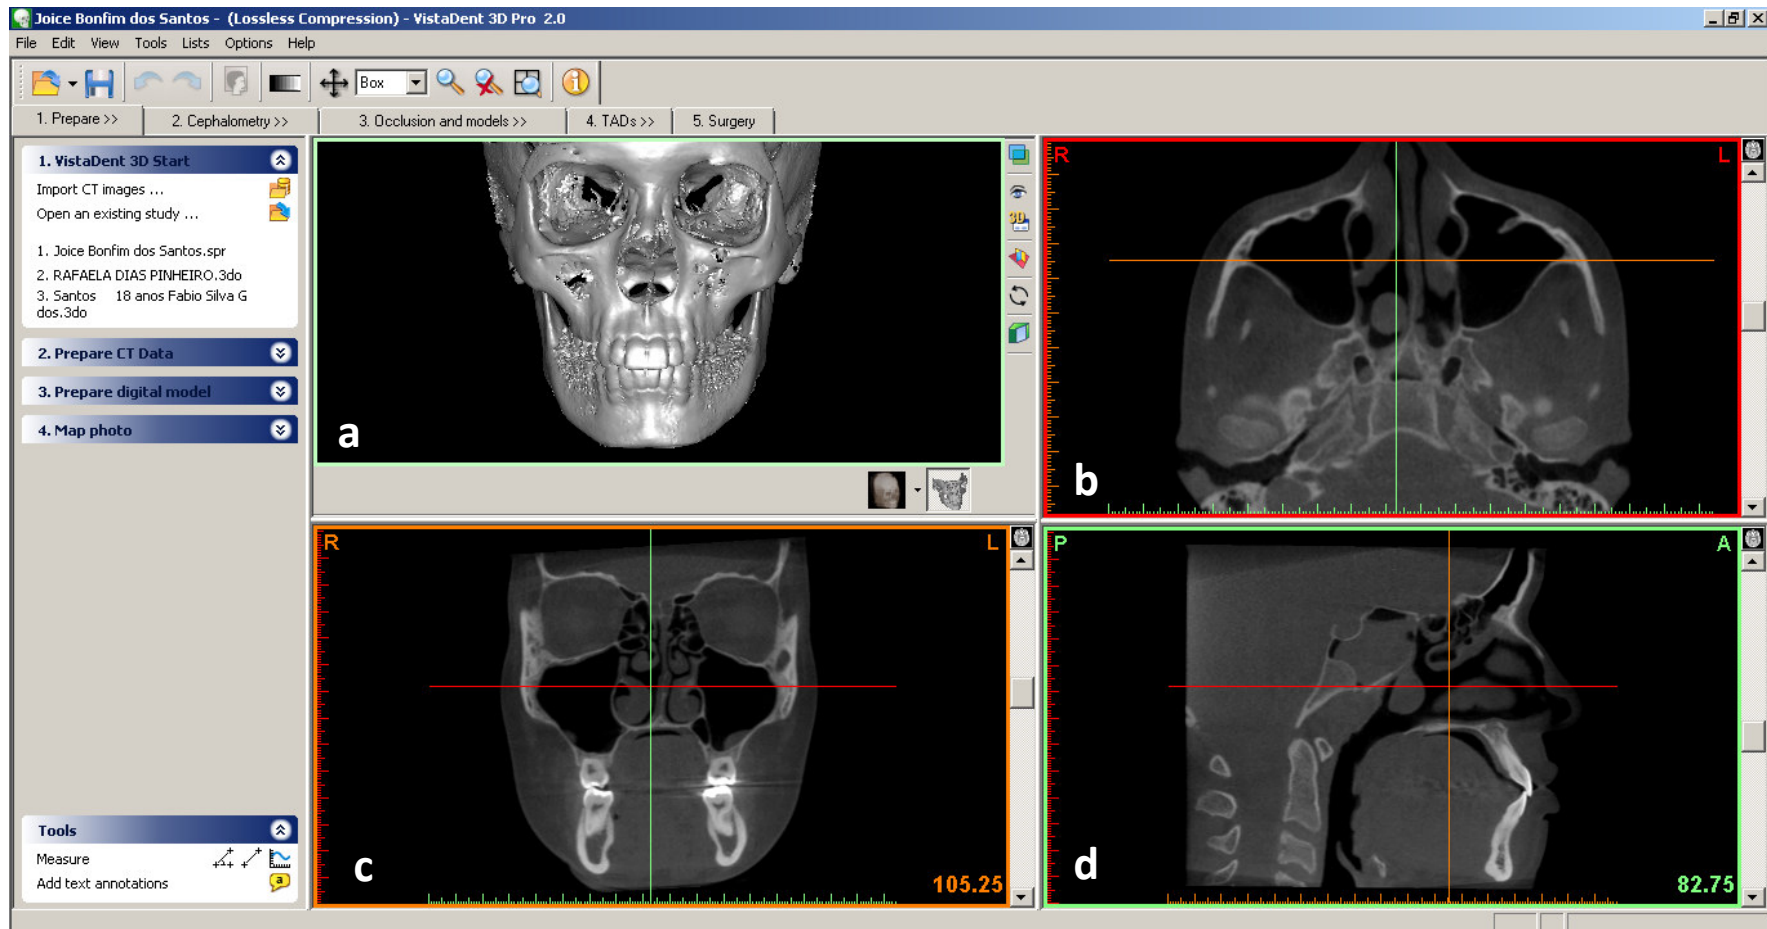 Joice Bonfim dos Santos - (Lossless Compression) - VistaDent 3D Pro 2.0
File Edit View Tools Lists Options Help
Box
1. Prepare >> 2. Cephalometry >> 3. Occlusion and models >> 4. TADs >> 5. Surgery
1. VistaDent 3D Start
Import CT images ...
Open an existing study ...
1. Joice Bonfim dos Santos.spr
2. RAFAELA DIAS PINHEIRO.3do
3. Santos 18 anos Fabio Silva G
dos.3do
2. Prepare CT Data
3. Prepare digital model
4. Map photo
Tools
Measure
Add text annotations
a
3D
a
R L
b
R L
c
105.25
P A
d
82.75